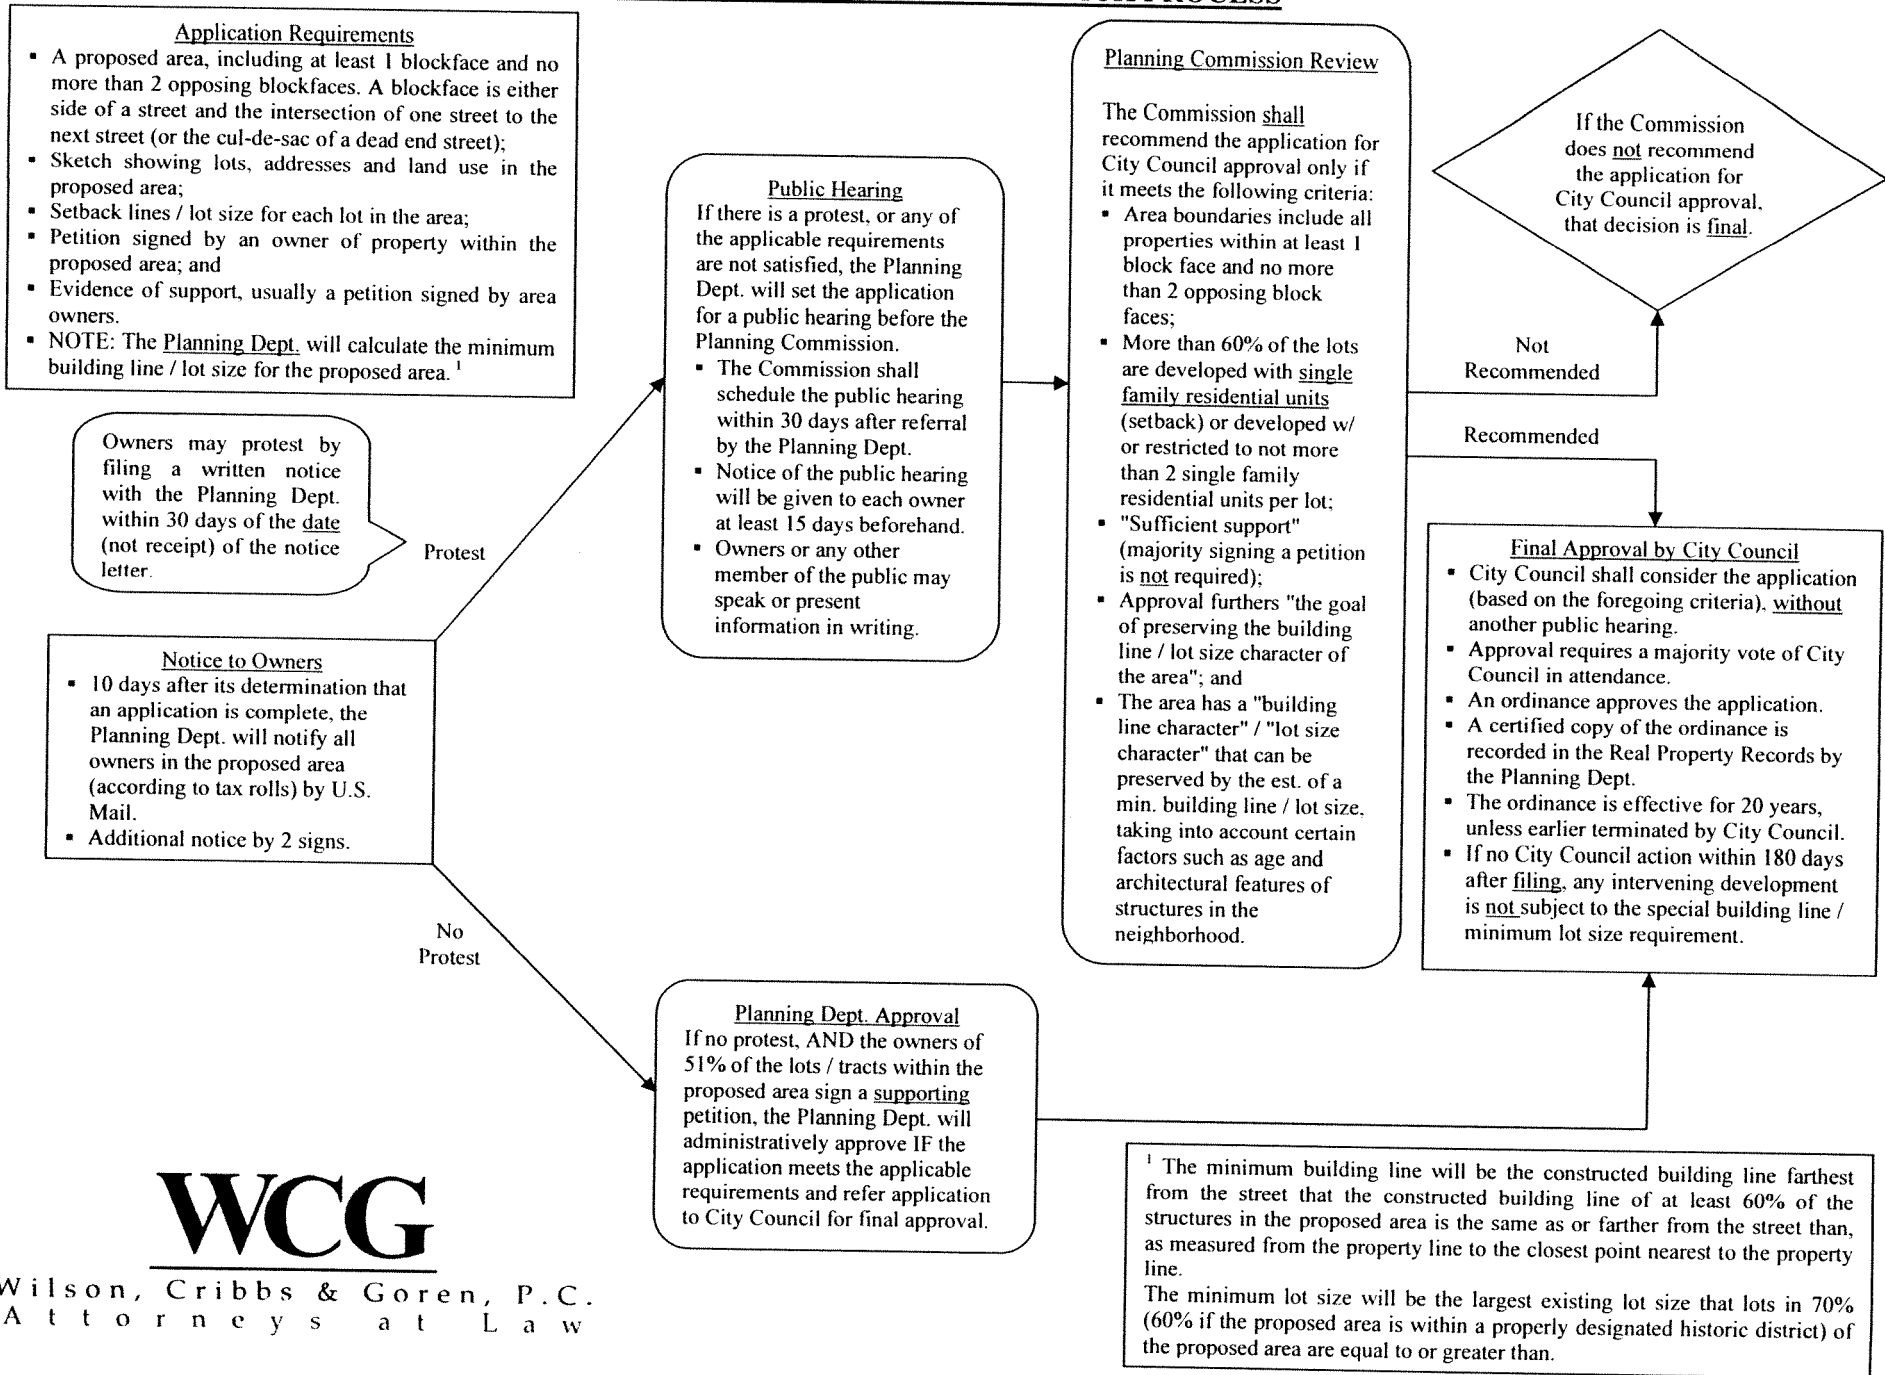 PROCESS
Application Requirements
▪ A proposed area, including at least 1 blockface and no
more than 2 opposing blockfaces. A blockface is either
side of a street and the intersection of one street to the
next street (or the cul-de-sac of a dead end street);
▪ Sketch showing lots, addresses and land use in the
proposed area;
▪ Setback lines / lot size for each lot in the area;
▪ Petition signed by an owner of property within the
proposed area; and
▪ Evidence of support, usually a petition signed by area
owners.
▪ NOTE: The Planning Dept. will calculate the minimum
building line / lot size for the proposed area. 1
Owners may protest by
filing a written notice
with the Planning Dept.
within 30 days of the date
(not receipt) of the notice
letter.
Protest
Notice to Owners
▪ 10 days after its determination that
an application is complete, the
Planning Dept. will notify all
owners in the proposed area
(according to tax rolls) by U.S.
Mail.
▪ Additional notice by 2 signs.
No
Protest
Public Hearing
If there is a protest, or any of
the applicable requirements
are not satisfied, the Planning
Dept. will set the application
for a public hearing before the
Planning Commission.
▪ The Commission shall
schedule the public hearing
within 30 days after referral
by the Planning Dept.
▪ Notice of the public hearing
will be given to each owner
at least 15 days beforehand.
▪ Owners or any other
member of the public may
speak or present
information in writing.
Planning Dept. Approval
If no protest, AND the owners of
51% of the lots / tracts within the
proposed area sign a supporting
petition, the Planning Dept. will
administratively approve IF the
application meets the applicable
requirements and refer application
to City Council for final approval.
Planning Commission Review
The Commission shall
recommend the application for
City Council approval only if
it meets the following criteria:
▪ Area boundaries include all
properties within at least 1
block face and no more
than 2 opposing block
faces;
▪ More than 60% of the lots
are developed with single
family residential units
(setback) or developed w/
or restricted to not more
than 2 single family
residential units per lot;
▪ "Sufficient support"
(majority signing a petition
is not required);
▪ Approval furthers "the goal
of preserving the building
line / lot size character of
the area"; and
▪ The area has a "building
line character" / "lot size
character" that can be
preserved by the est. of a
min. building line / lot size,
taking into account certain
factors such as age and
architectural features of
structures in the
neighborhood.
If the Commission
does not recommend
the application for
City Council approval,
that decision is final.
Not
Recommended
Recommended
Final Approval by City Council
▪ City Council shall consider the application
(based on the foregoing criteria), without
another public hearing.
▪ Approval requires a majority vote of City
Council in attendance.
▪ An ordinance approves the application.
▪ A certified copy of the ordinance is
recorded in the Real Property Records by
the Planning Dept.
▪ The ordinance is effective for 20 years,
unless earlier terminated by City Council.
▪ If no City Council action within 180 days
after filing, any intervening development
is not subject to the special building line /
minimum lot size requirement.
1 The minimum building line will be the constructed building line farthest
from the street that the constructed building line of at least 60% of the
structures in the proposed area is the same as or farther from the street than,
as measured from the property line to the closest point nearest to the property
line.
The minimum lot size will be the largest existing lot size that lots in 70%
(60% if the proposed area is within a properly designated historic district) of
the proposed area are equal to or greater than.
WCG
Wilson, Cribbs & Goren, P.C.
Attorneys at Law